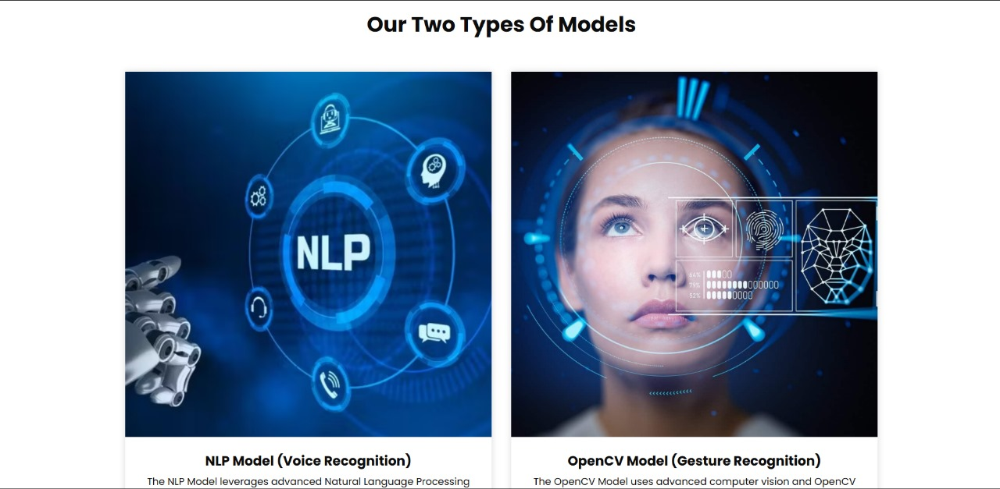 Our Two Types Of Models
NLP
64%
79%
52%
NLP Model (Voice Recognition)
The NLP Model leverages advanced Natural Language Processing
OpenCV Model (Gesture Recognition)
The OpenCV Model uses advanced computer vision and OpenCV